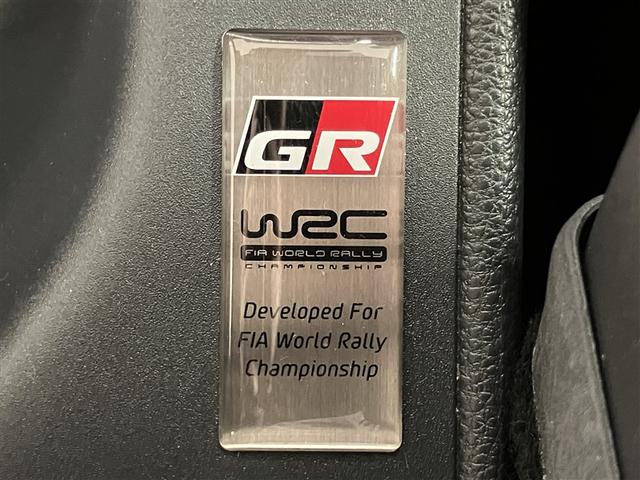 GR
WRC
FIA WORLD RALLY
CHAMPIONSHIP
Developed For
FIA World Rally
Championship